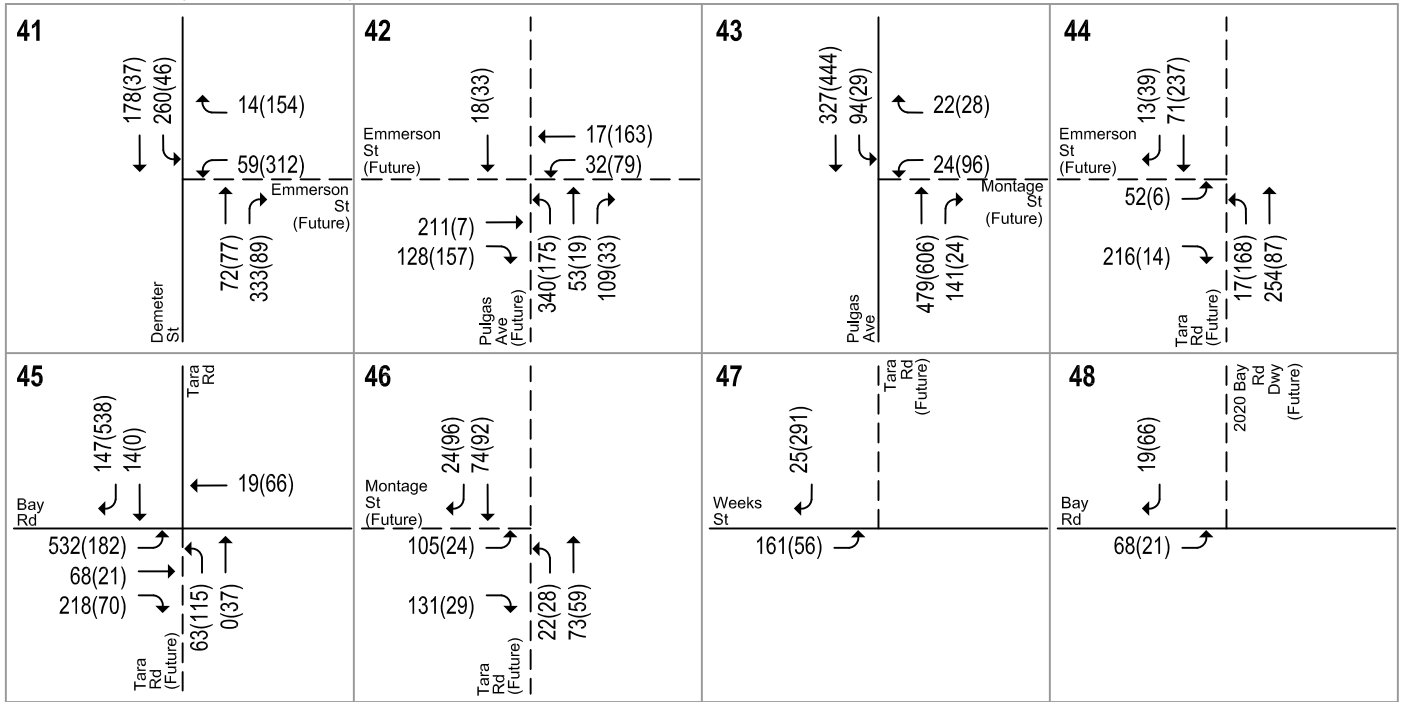 41
178(37)
260(46)
14(154)
59(312)
Emmerson
St
(Future)
72(77)
333(89)
Demeter
St
42
18(33)
Emmerson
St
(Future)
17(163)
32(79)
211(7)
128(157)
340(175)
53(19)
109(33)
Pulgas
Ave
(Future)
43
327(444)
94(29)
22(28)
24(96)
Montage
St
(Future)
479(606)
141(24)
Pulgas
Ave
44
13(39)
71(237)
Emmerson
St
(Future)
52(6)
216(14)
17(168)
254(87)
Tara
Rd
(Future)
45
Tara
Rd
147(538)
14(0)
19(66)
Bay
Rd
532(182)
68(21)
218(70)
63(115)
0(37)
Tara
Rd
(Future)
46
24(96)
74(92)
Montage
St
(Future)
105(24)
131(29)
22(28)
73(59)
Tara
Rd
(Future)
47
Tara
Rd
(Future)
25(291)
Weeks
St
161(56)
48
2020 Bay
Rd
Dwy
(Future)
19(66)
Bay
Rd
68(21)